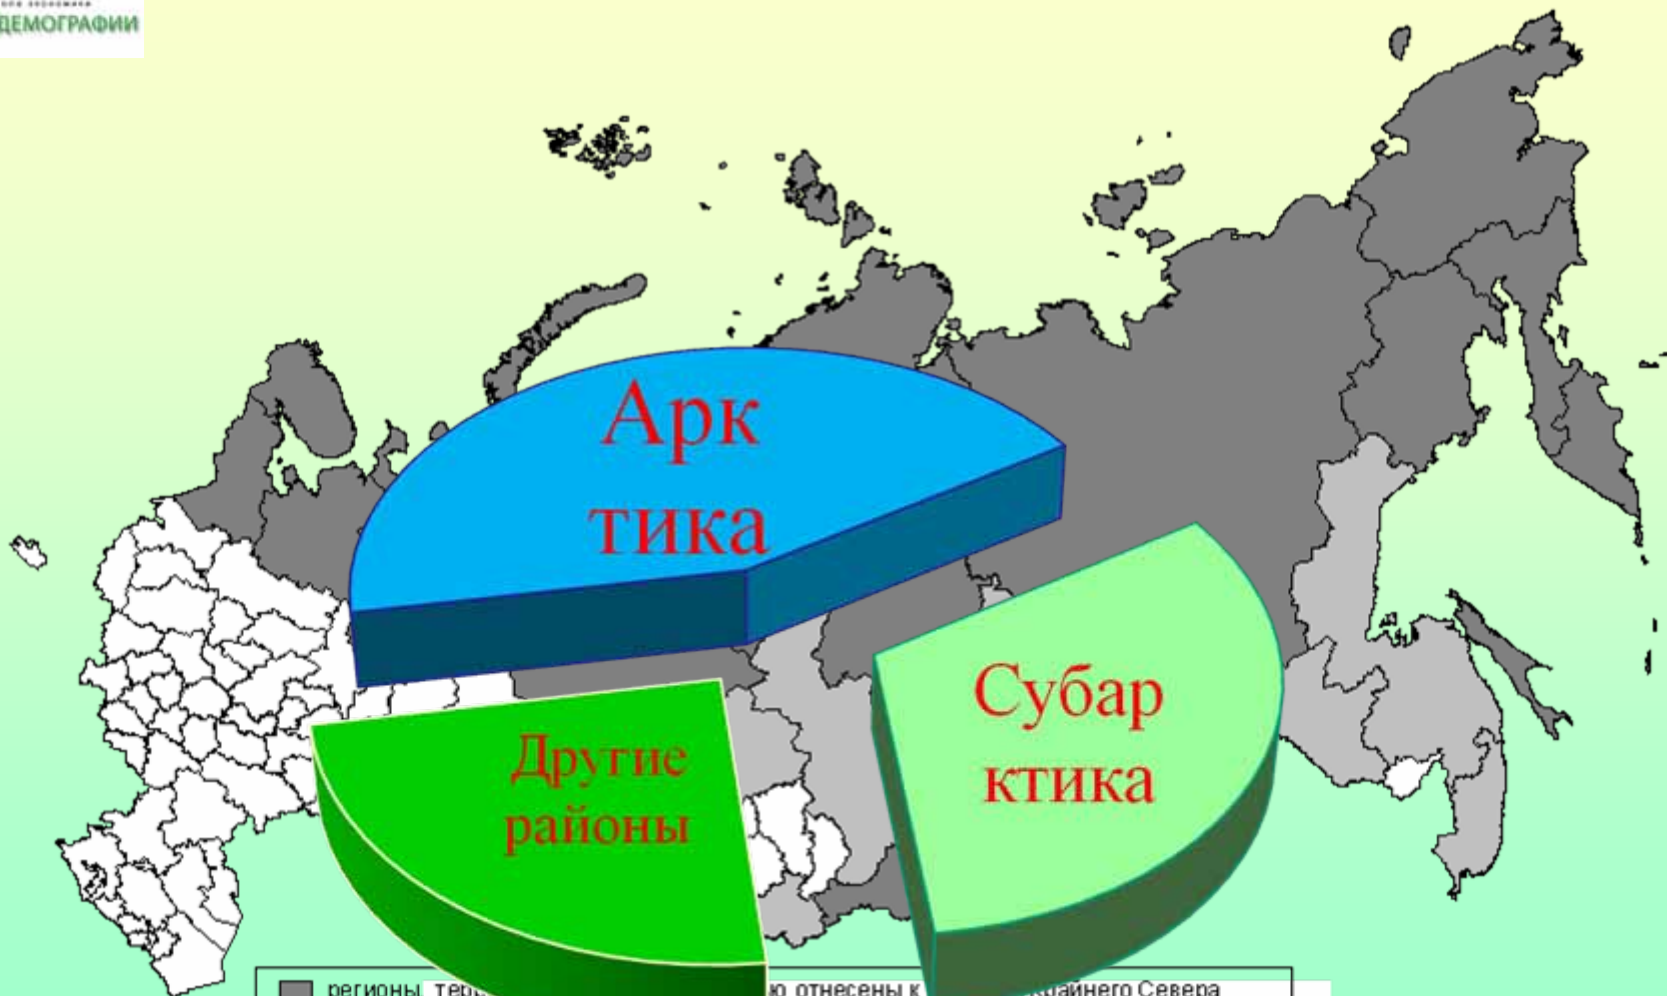 ДЕМОГРАФИИ
Арк
тика
Субар
ктика
Другие
районы
регионы, ю отнесены к Крайнего Севера